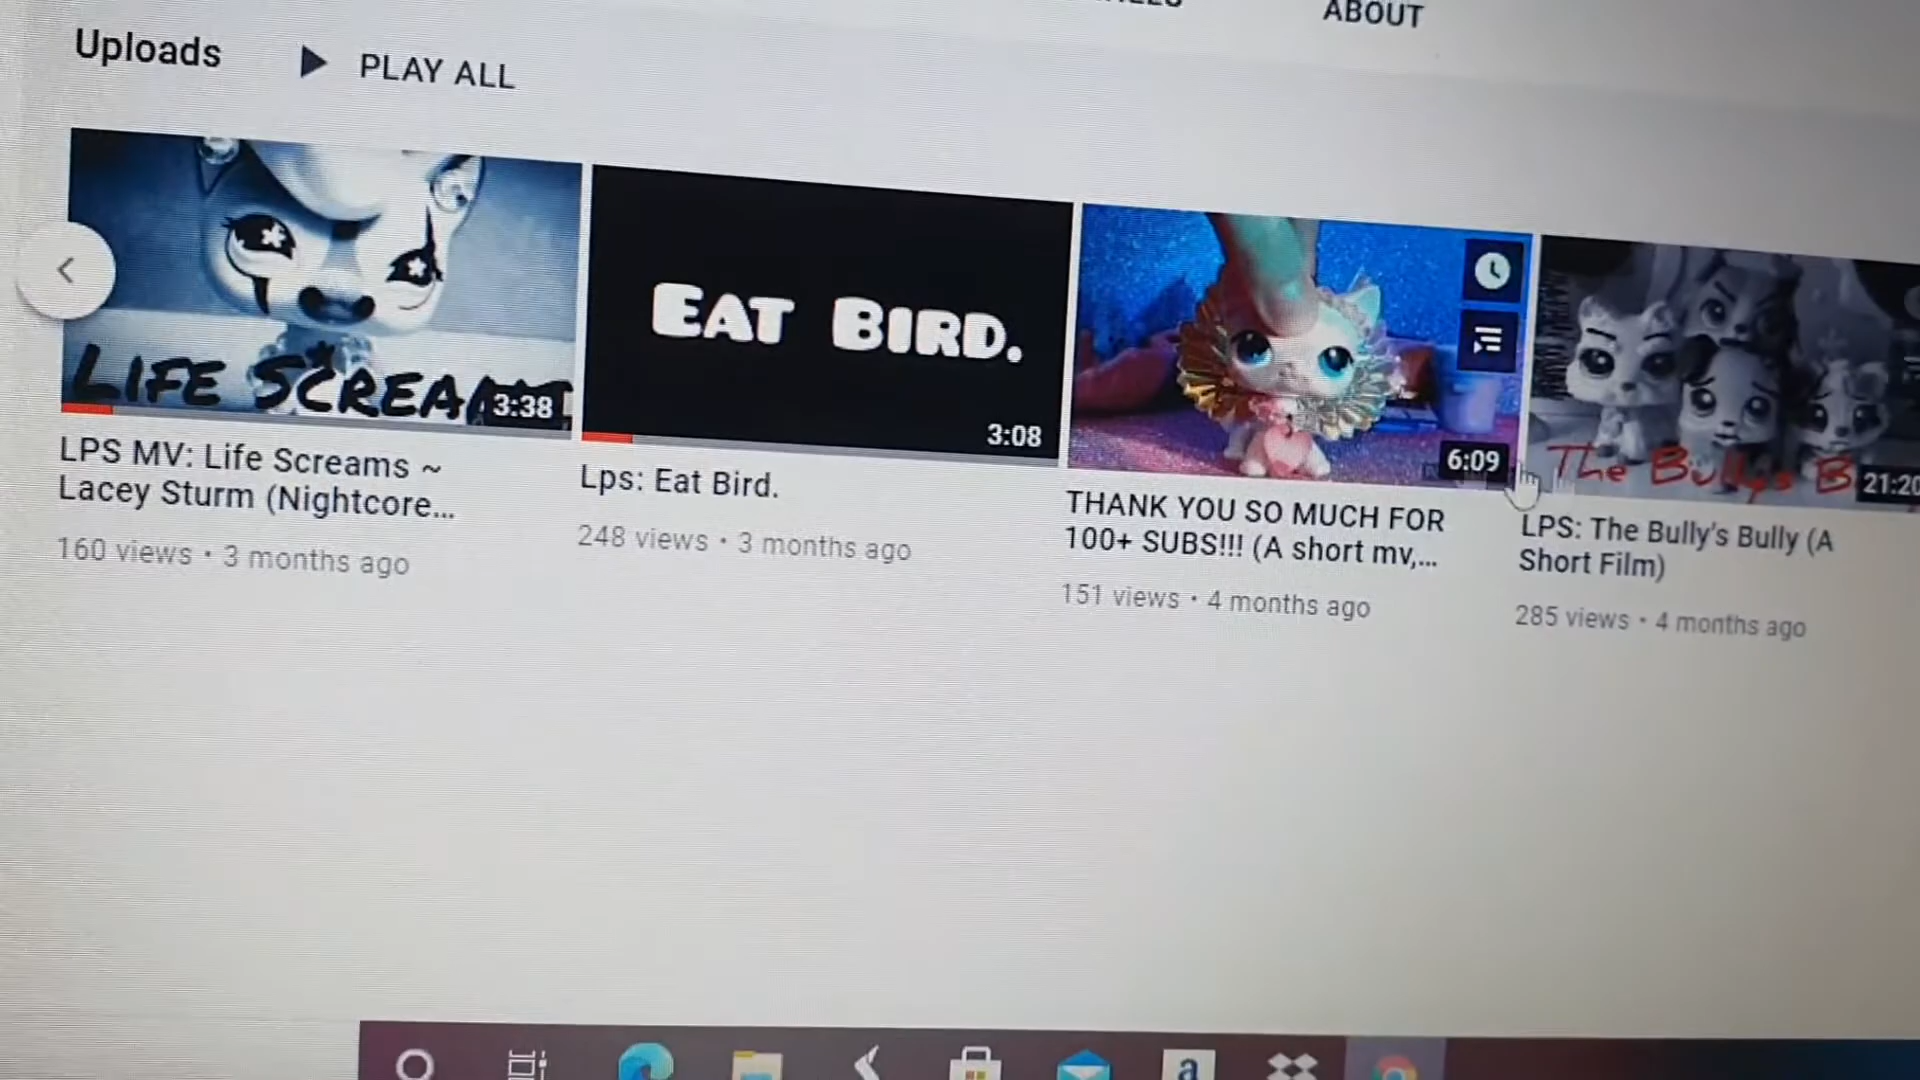 ABOUT
Uploads
PLAY ALL
LIFE SCREAMS
3:38
EAT BIRD.
3:08
6:09
The Bully's B
21:20
LPS MV: Life Screams ~
Lacey Sturm (Nightcore...
160 views • 3 months ago
Lps: Eat Bird.
248 views • 3 months ago
THANK YOU SO MUCH FOR
100+ SUBS!!! (A short mv,...
151 views • 4 months ago
LPS: The Bully's Bully (A
Short Film)
285 views • 4 months ago
a